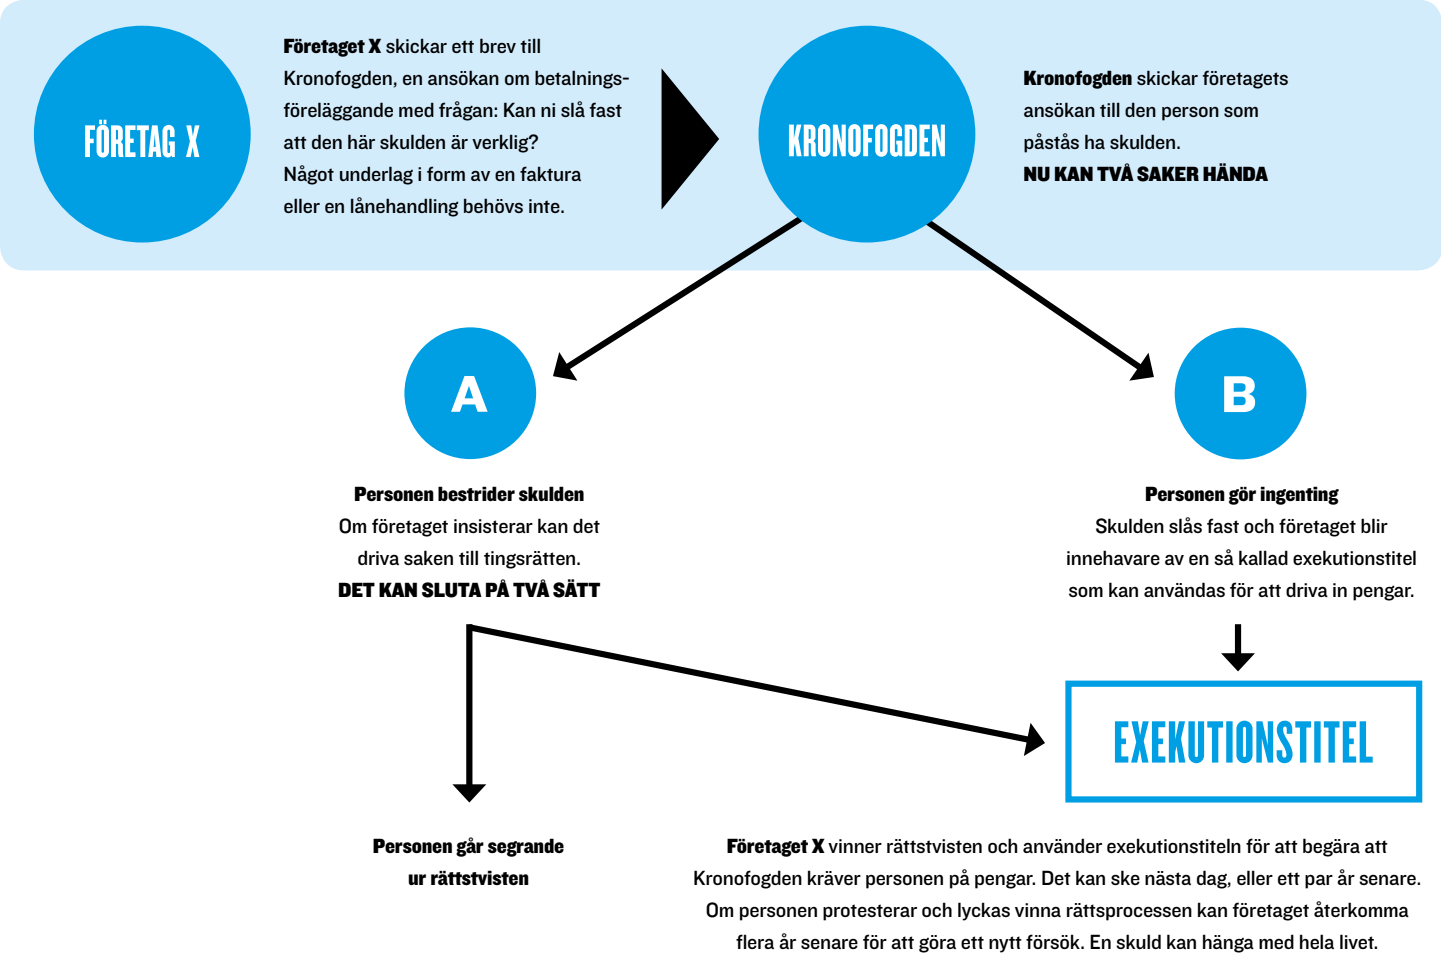 FÖRETAG X
Företaget X skickar ett brev till
Kronofogden, en ansökan om betalnings-
föreläggande med frågan: Kan ni slå fast
att den här skulden är verklig?
Något underlag i form av en faktura
eller en lånehandling behövs inte.
KRONOFOGDEN
Kronofogden skickar företagets
ansökan till den person som
påstås ha skulden.
NU KAN TVÅ SAKER HÄNDA
A
Personen bestrider skulden
Om företaget insisterar kan det
driva saken till tingsrätten.
DET KAN SLUTA PÅ TVÅ SÄTT
B
Personen gör ingenting
Skulden slås fast och företaget blir
innehavare av en så kallad exekutionstitel
som kan användas för att driva in pengar.
EXEKUTIONSTITEL
Personen går segrande
ur rättstvisten
Företaget X vinner rättstvisten och använder exekutionstiteln för att begära att
Kronofogden kräver personen på pengar. Det kan ske nästa dag, eller ett par år senare.
Om personen protesterar och lyckas vinna rättsprocessen kan företaget återkomma
flera år senare för att göra ett nytt försök. En skuld kan hänga med hela livet.